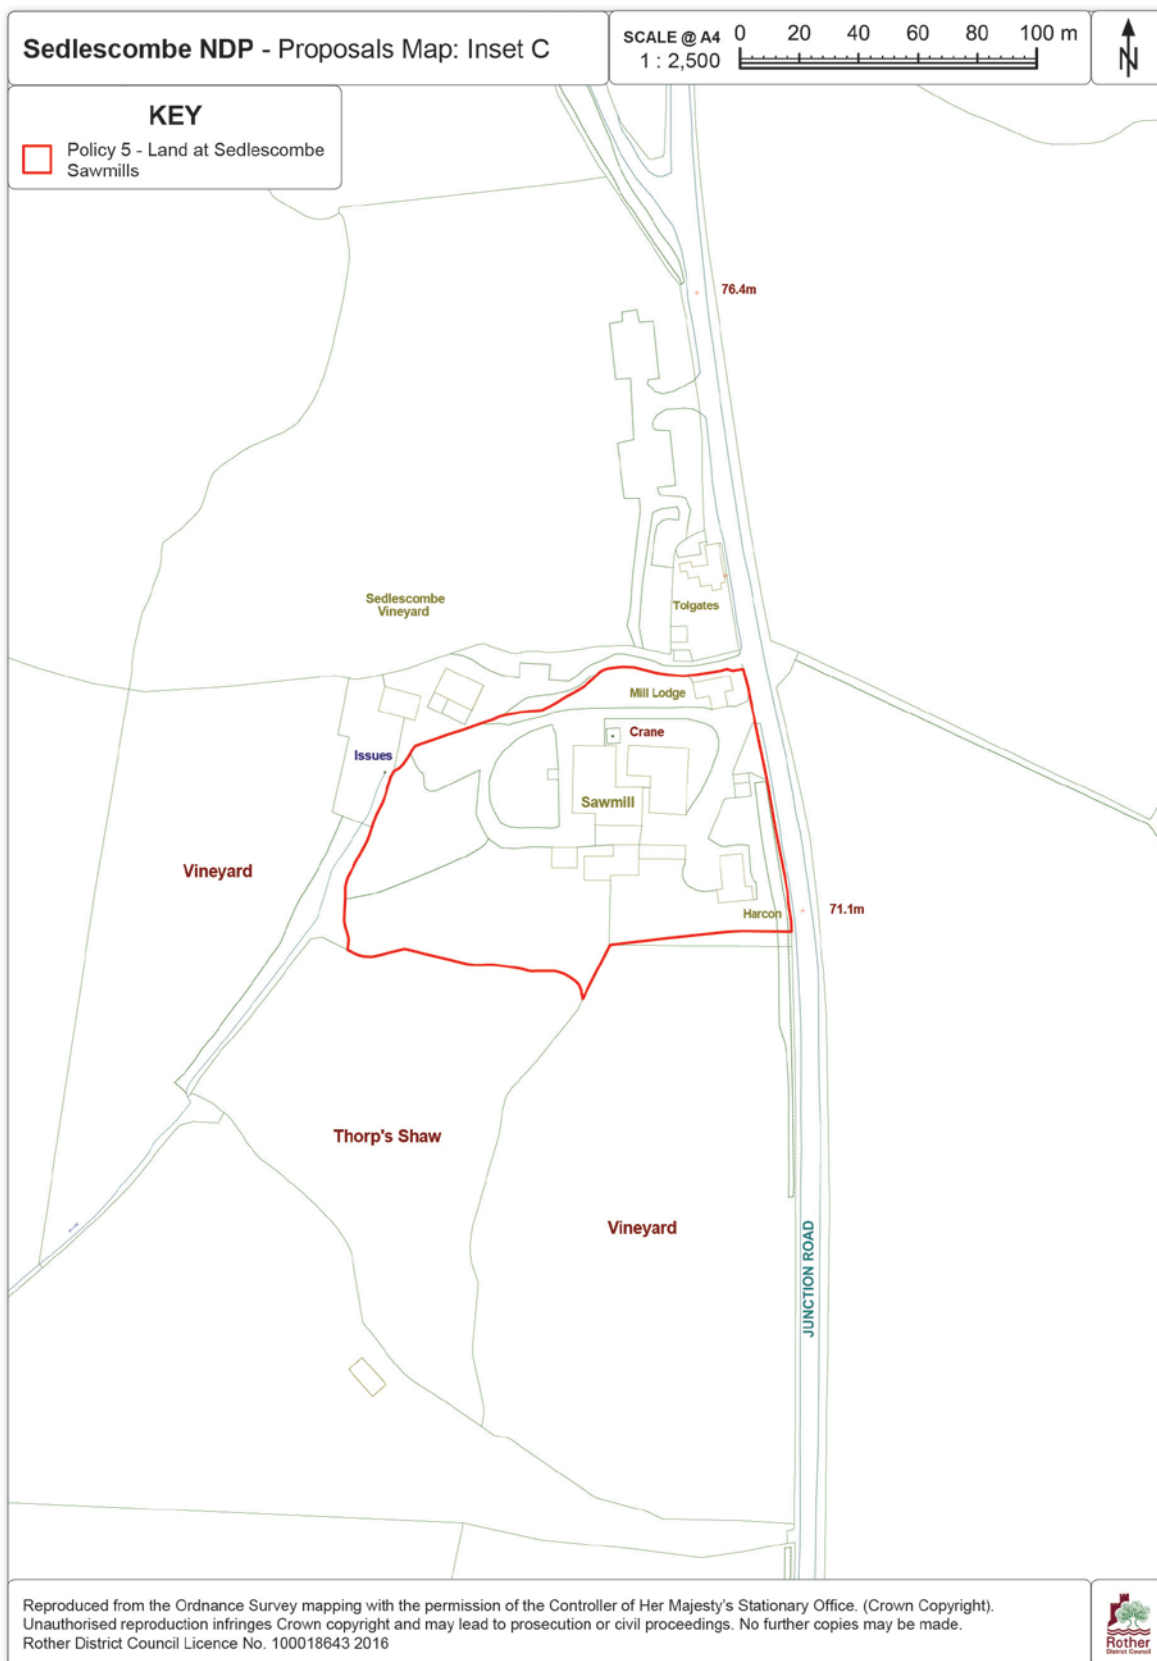 Sedlescombe NDP - Proposals Map: Inset C
SCALE @ A4 0 20 40 60 80 100 m
1 : 2,500
N
KEY
Policy 5 - Land at Sedlescombe
Sawmills
76.4m
Sedlescombe
Vineyard
Tolgates
Mill Lodge
Crane
Issues
Sawmill
Vineyard
Harcon
71.1m
Thorp's Shaw
Vineyard
JUNCTION ROAD
Reproduced from the Ordnance Survey mapping with the permission of the Controller of Her Majesty's Stationary Office. (Crown Copyright).
Unauthorised reproduction infringes Crown copyright and may lead to prosecution or civil proceedings. No further copies may be made.
Rother District Council Licence No. 100018643 2016
Rother
District Council